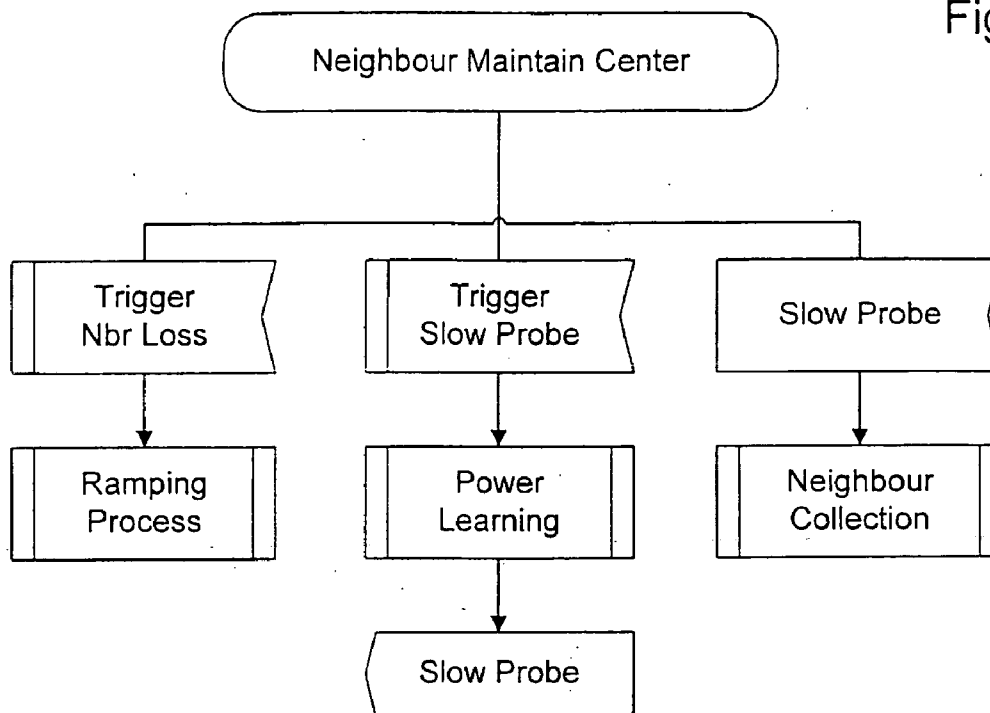 Fig
Neighbour Maintain Center
Trigger
Nbr Loss
Trigger
Slow Probe
Slow Probe
Ramping
Process
Power
Learning
Neighbour
Collection
Slow Probe